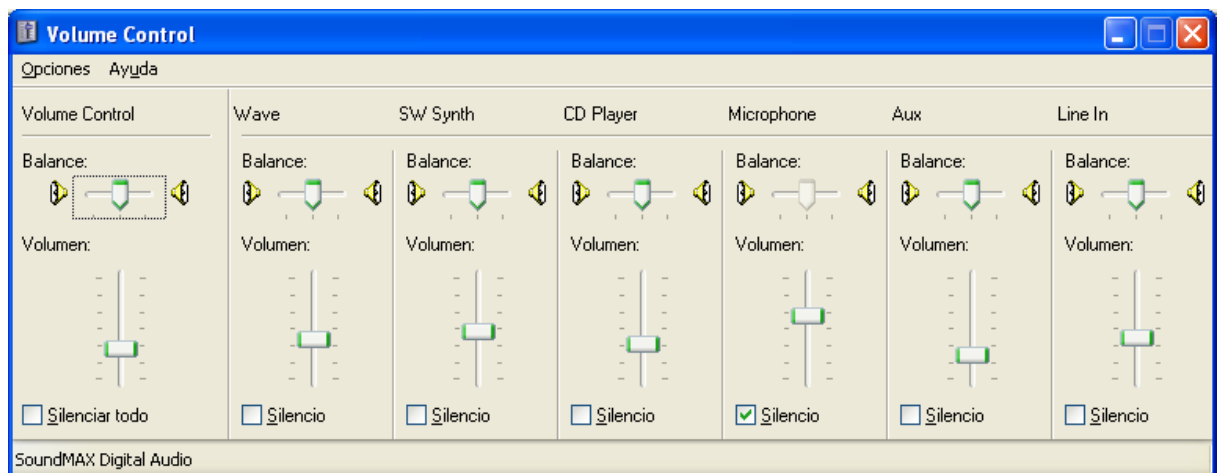 Volume Control
Opciones Ayuda
Volume Control Wave SW Synth CD Player Microphone Aux Line In
Balance: Balance: Balance: Balance: Balance: Balance: Balance:
Volumen: Volumen: Volumen: Volumen: Volumen: Volumen: Volumen:
Silenciar todo Silencio Silencio Silencio Silencio Silencio Silencio
SoundMAX Digital Audio